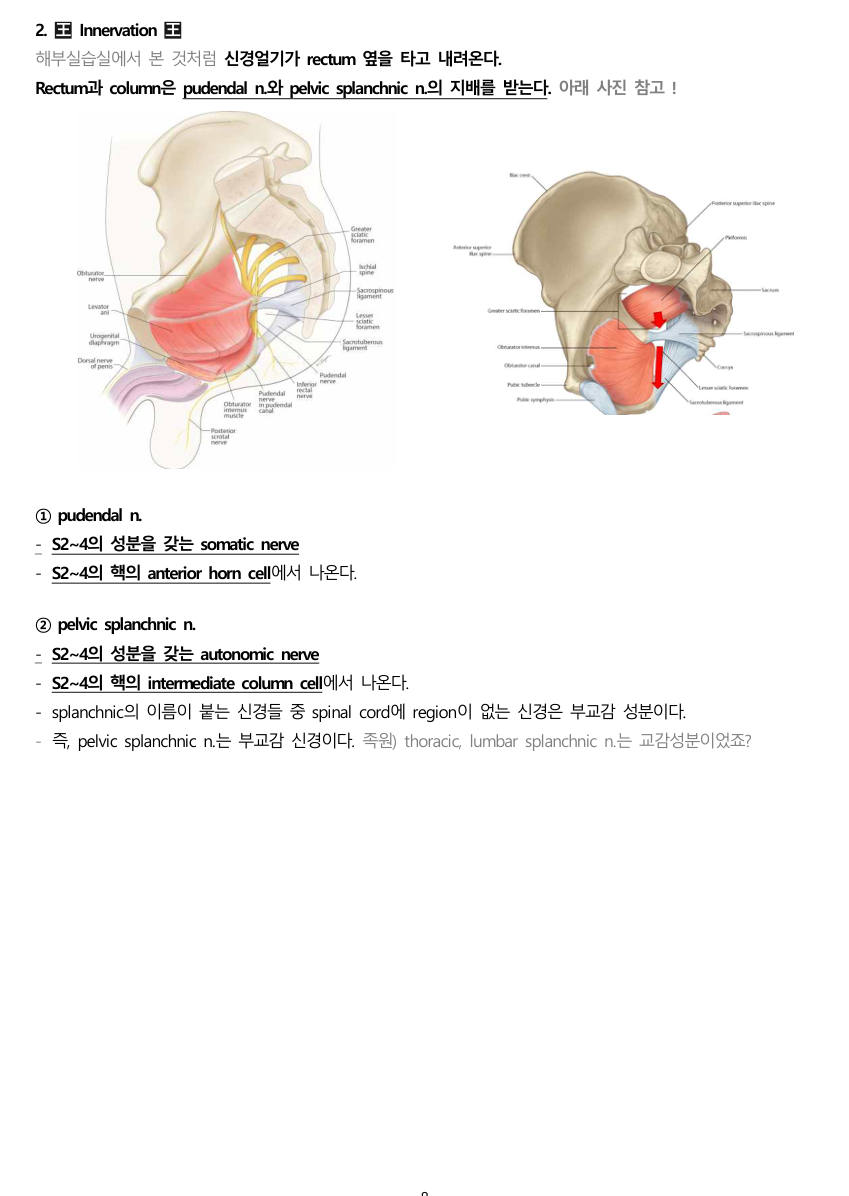 2. 王 Innervation 王
해부실습실에서 본 것처럼 신경얼기가 rectum 옆을 타고 내려온다.
Rectum과 column은 pudendal n.와 pelvic splanchnic n.의 지배를 받는다. 아래 사진 참고 !
Obturator
nerve
Levator
ani
Urogenital
diaphragm
Dorsal nerve
of penis
Greater
sciatic
foramen
Ischial
spine
Sacrospinous
ligament
Lesser
sciatic
foramen
Sacrotuberous
ligament
Pudendal
nerve
Inferior
rectal
nerve
Pudendal
nerve
in pudendal
canal
Obturator
internus
muscle
Posterior
scrotal
nerve
Iliac crest
Anterior superior
iliac spine
Greater sciatic foramen
Obturator internus
Obturator canal
Pubic tubercle
Pubic symphysis
Posterior superior iliac spine
Piriformis
Sacrum
Sacrospinous ligament
Coccyx
Lesser sciatic foramen
Sacrotuberous ligament
① pudendal n.
- S2~4의 성분을 갖는 somatic nerve
- S2~4의 핵의 anterior horn cell에서 나온다.
② pelvic splanchnic n.
- S2~4의 성분을 갖는 autonomic nerve
- S2~4의 핵의 intermediate column cell에서 나온다.
- splanchnic의 이름이 붙는 신경들 중 spinal cord에 region이 없는 신경은 부교감 성분이다.
- 즉, pelvic splanchnic n.는 부교감 신경이다. 족원) thoracic, lumbar splanchnic n.는 교감성분이었죠?